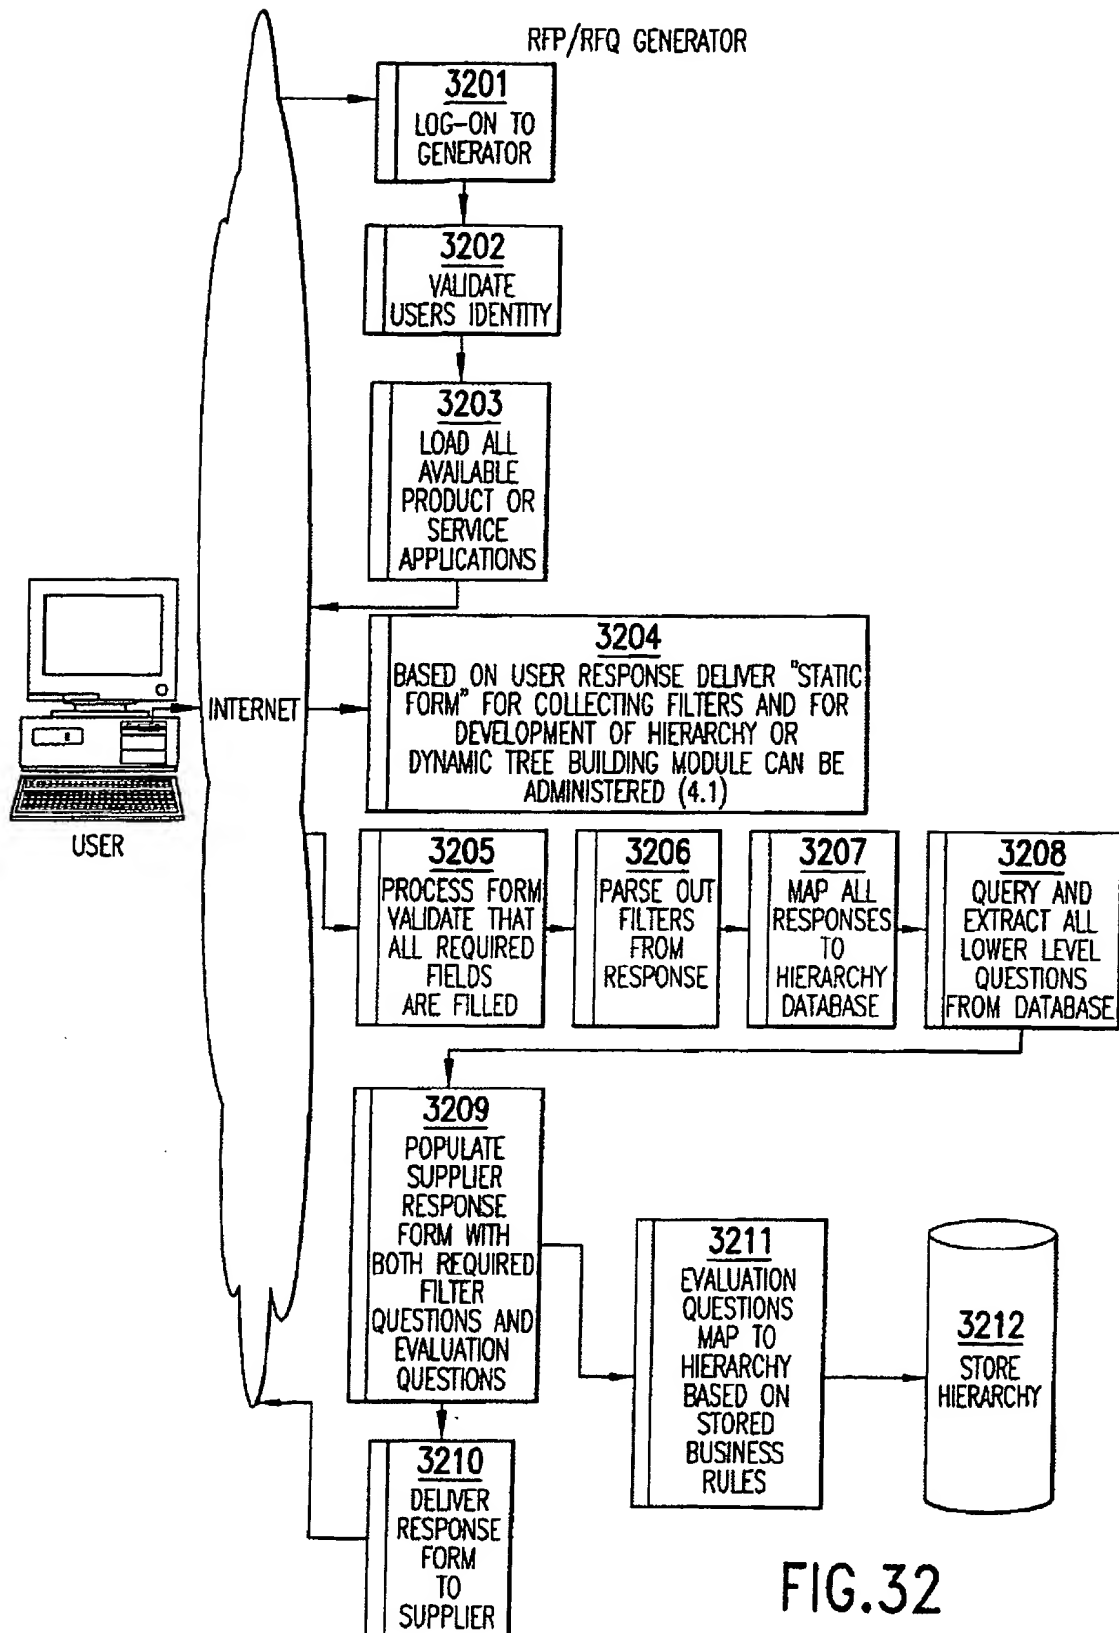 RFP/RFQ GENERATOR
3201
LOG-ON TO
GENERATOR
3202
VALIDATE
USERS IDENTITY
3203
LOAD ALL
AVAILABLE
PRODUCT OR
SERVICE
APPLICATIONS
3204
BASED ON USER RESPONSE DELIVER "STATIC
FORM" FOR COLLECTING FILTERS AND FOR
DEVELOPMENT OF HIERARCHY OR
DYNAMIC TREE BUILDING MODULE CAN BE
ADMINISTERED (4.1)
INTERNET
USER
3205
PROCESS FORM
VALIDATE THAT
ALL REQUIRED
FIELDS
ARE FILLED
3206
PARSE OUT
FILTERS
FROM
RESPONSE
3207
MAP ALL
RESPONSES
TO
HIERARCHY
DATABASE
3208
QUERY AND
EXTRACT ALL
LOWER LEVEL
QUESTIONS
FROM DATABASE
3209
POPULATE
SUPPLIER
RESPONSE
FORM WITH
BOTH REQUIRED
FILTER
QUESTIONS AND
EVALUATION
QUESTIONS
3211
EVALUATION
QUESTIONS
MAP TO
HIERARCHY
BASED ON
STORED
BUSINESS
RULES
3212
STORE
HIERARCHY
3210
DELIVER
RESPONSE
FORM
TO
SUPPLIER
FIG.32